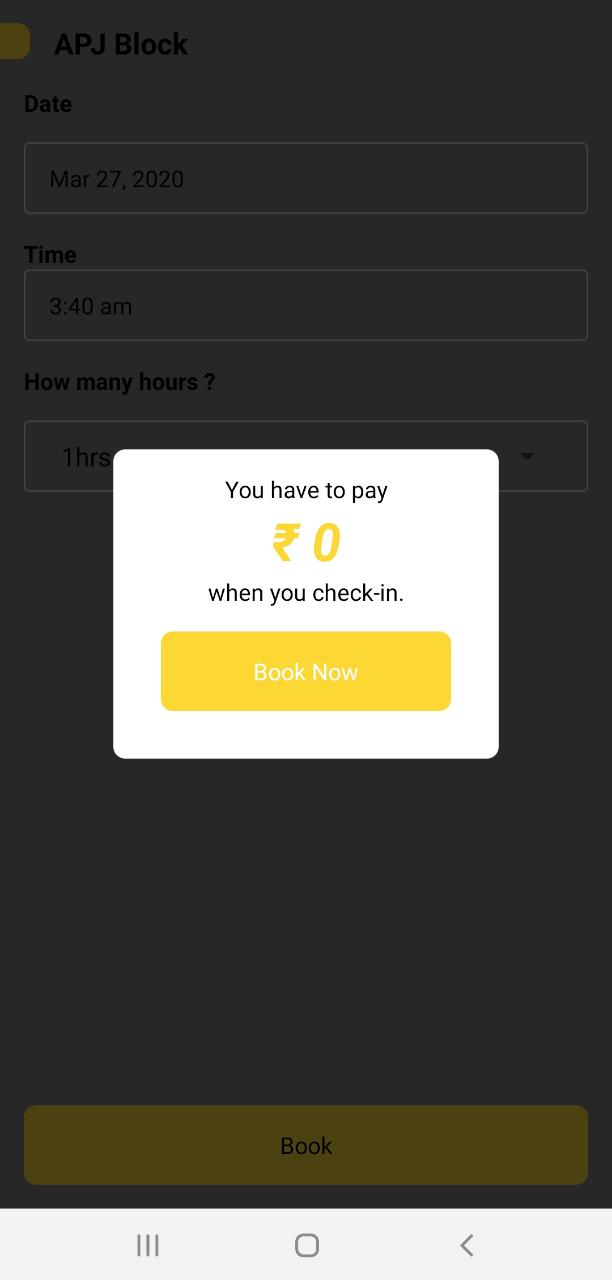 APJ Block
Date
Mar 27, 2020
Time
3:40 am
How many hours ?
1hrs
You have to pay
₹ 0
when you check-in.
Book Now
Book